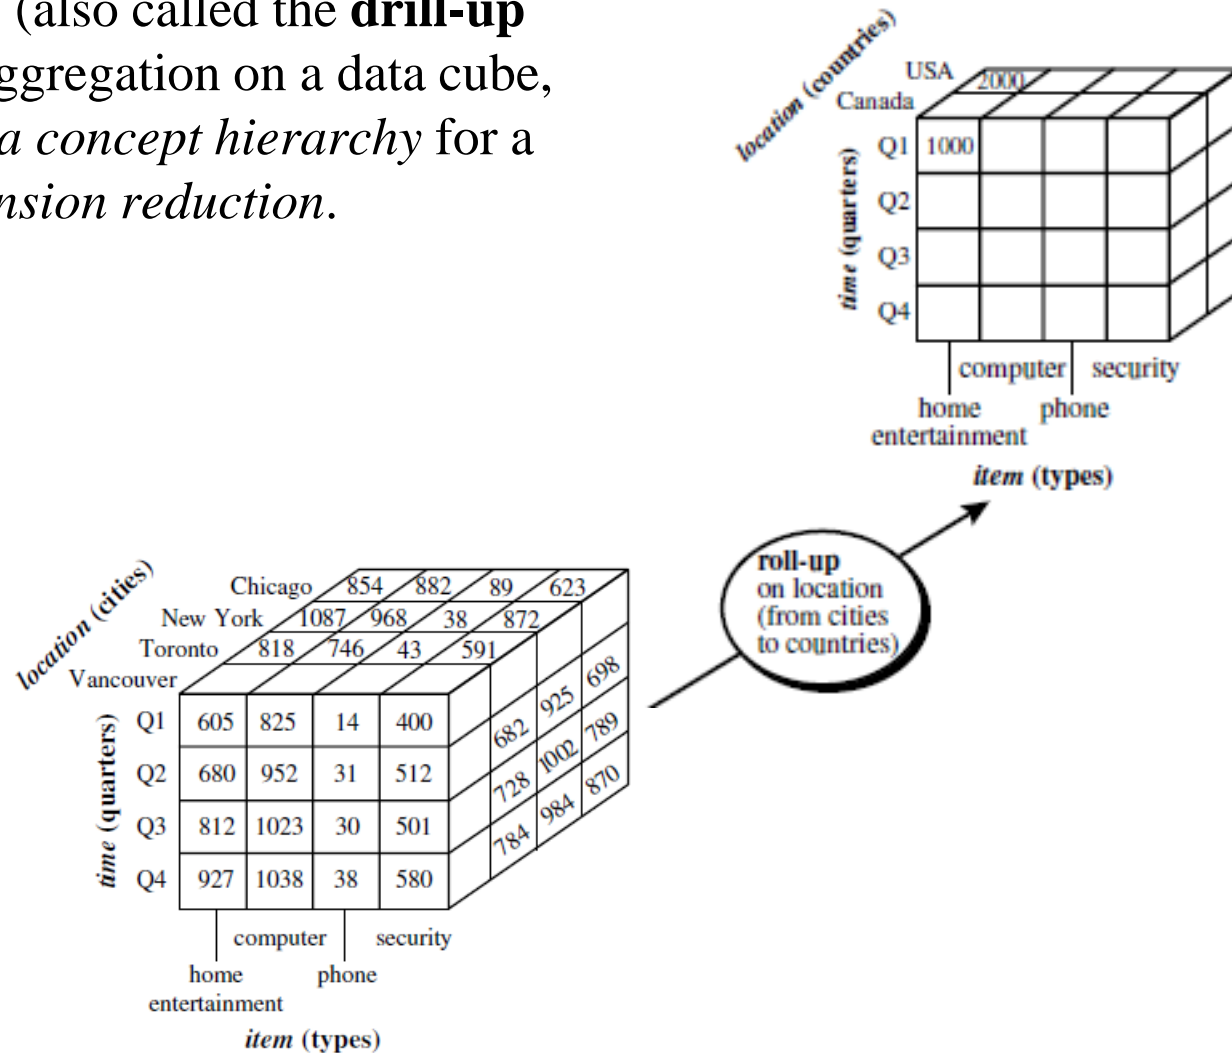 (also called the drill-up
ggregation on a data cube,
a concept hierarchy for a
nsion reduction.
location (countries)
USA 2000
Canada
time (quarters)
Q1 1000
Q2
Q3
Q4
computer security
home phone
entertainment
item (types)
roll-up
on location
(from cities
to countries)
location (cities)
Chicago 854 882 89 623
New York 1087 968 38 872
Toronto 818 746 43 591
Vancouver
time (quarters)
Q1 605 825 14 400
Q2 680 952 31 512
Q3 812 1023 30 501
Q4 927 1038 38 580
682 925 698
728 1002 789
784 984 870
computer security
home phone
entertainment
item (types)